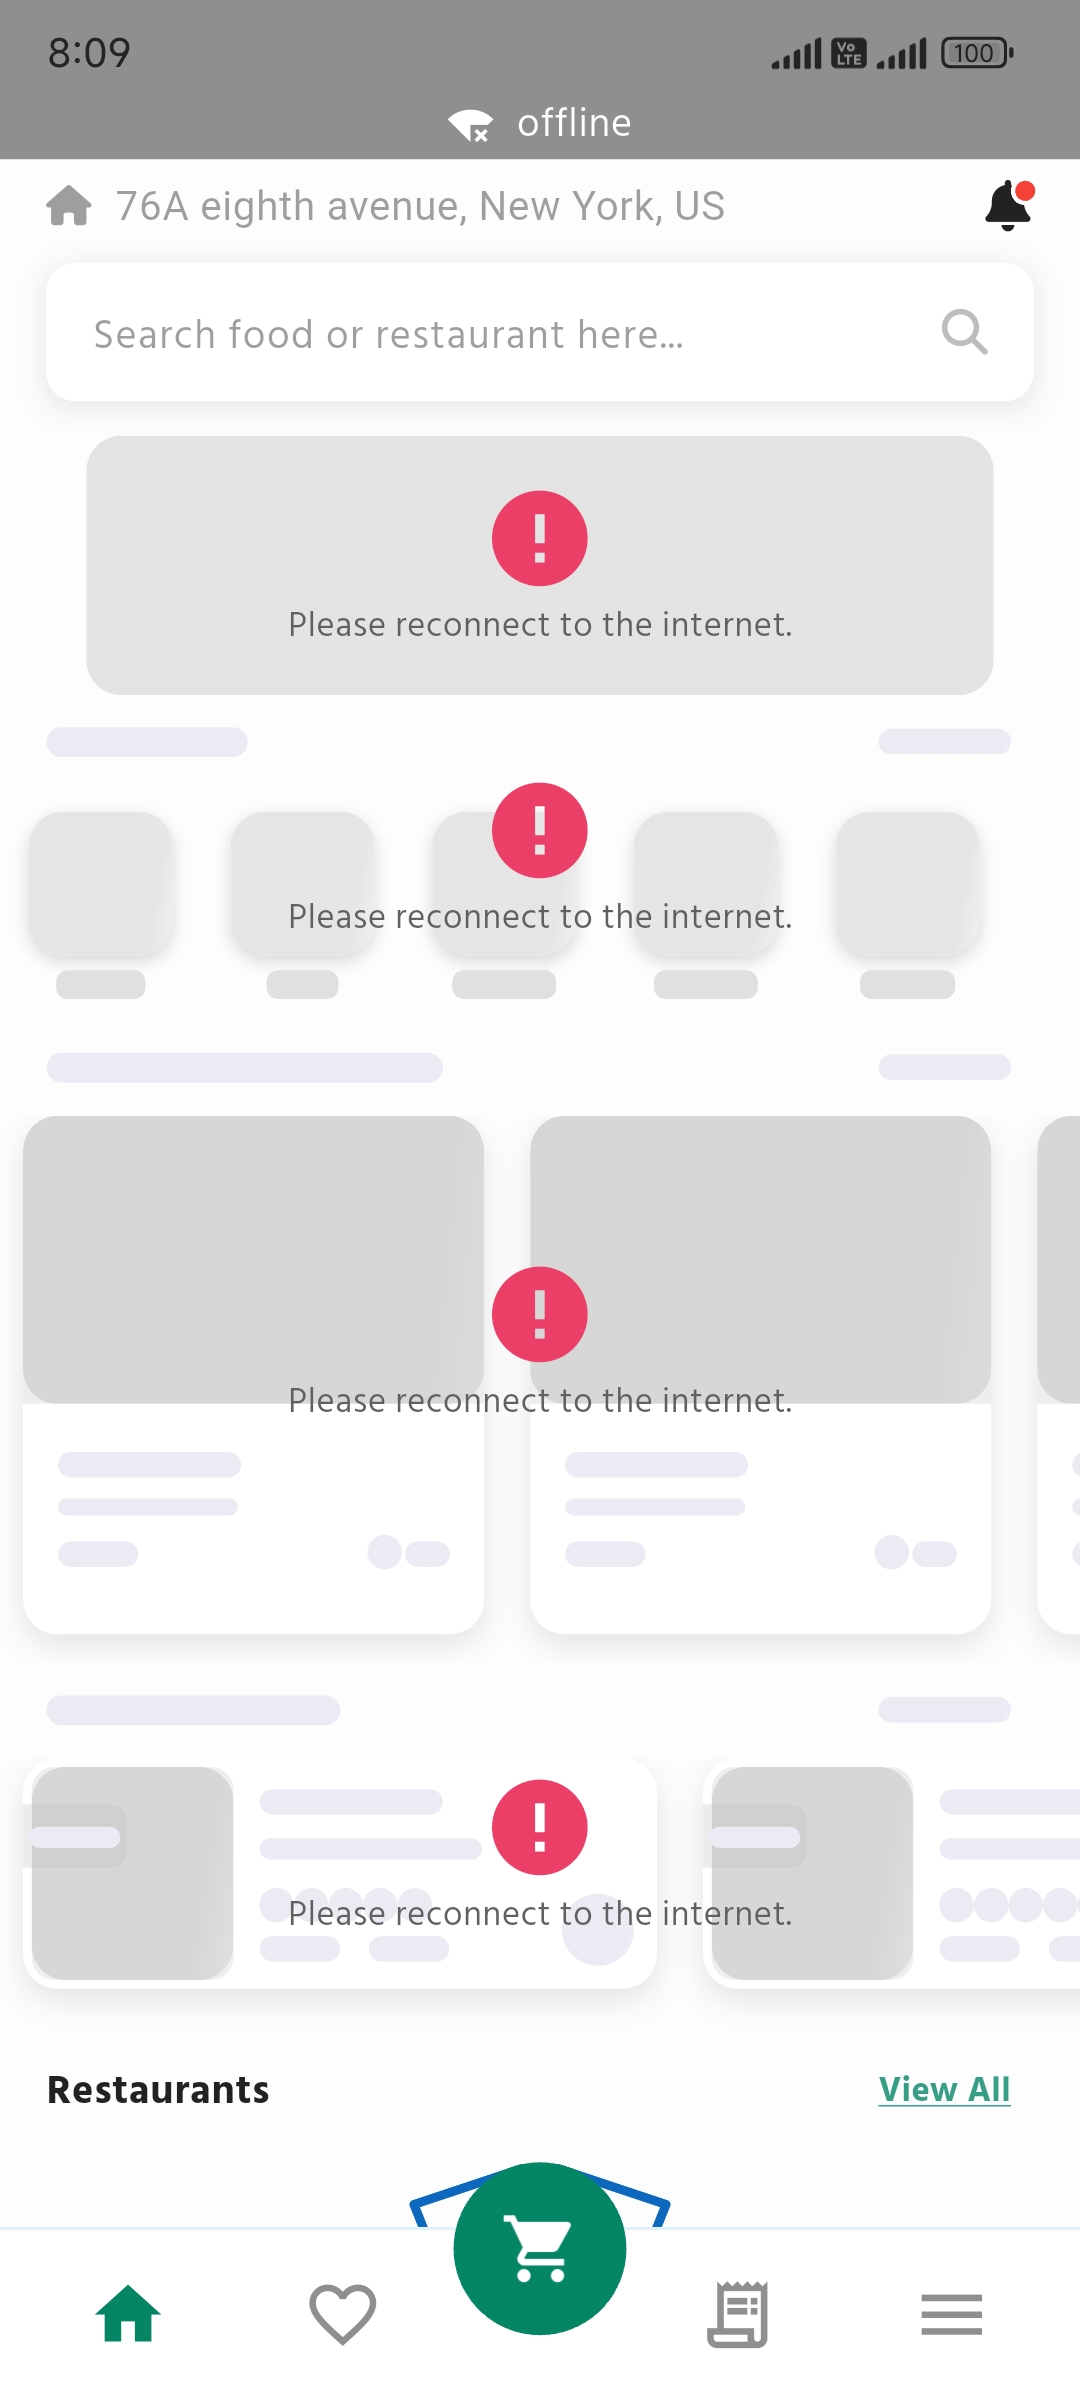 8:09
Vo
LTE
100
offline
76A eighth avenue, New York, US
Search food or restaurant here...
Please reconnect to the internet.
Please reconnect to the internet.
Please reconnect to the internet.
Please reconnect to the internet.
Restaurants
View All